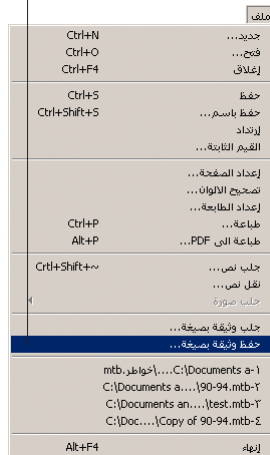 ملف
جديد... Ctrl+N
فتح... Ctrl+O
إغلاق Ctrl+F4
حفظ Ctrl+S
حفظ باسم... Ctrl+Shift+S
إرتداد
القيم الثابتة...
إعداد الصفحة...
تصحيح الالوان...
إعداد الطابعة...
طباعة... Ctrl+P
طباعة الى PDF... Alt+P
جلب نص... Crtl+Shift+~
نقل نص...
جلب صورة
جلب وثيقة بصيغة...
حفظ وثيقة بصيغة...
١-C:\Documents a....\خواطر.mtb
٢-C:\Documents a....\90-94.mtb
٣-C:\Documents an....\test.mtb
٤-C:\Doc....\Copy of 90-94.mtb
إنهاء Alt+F4